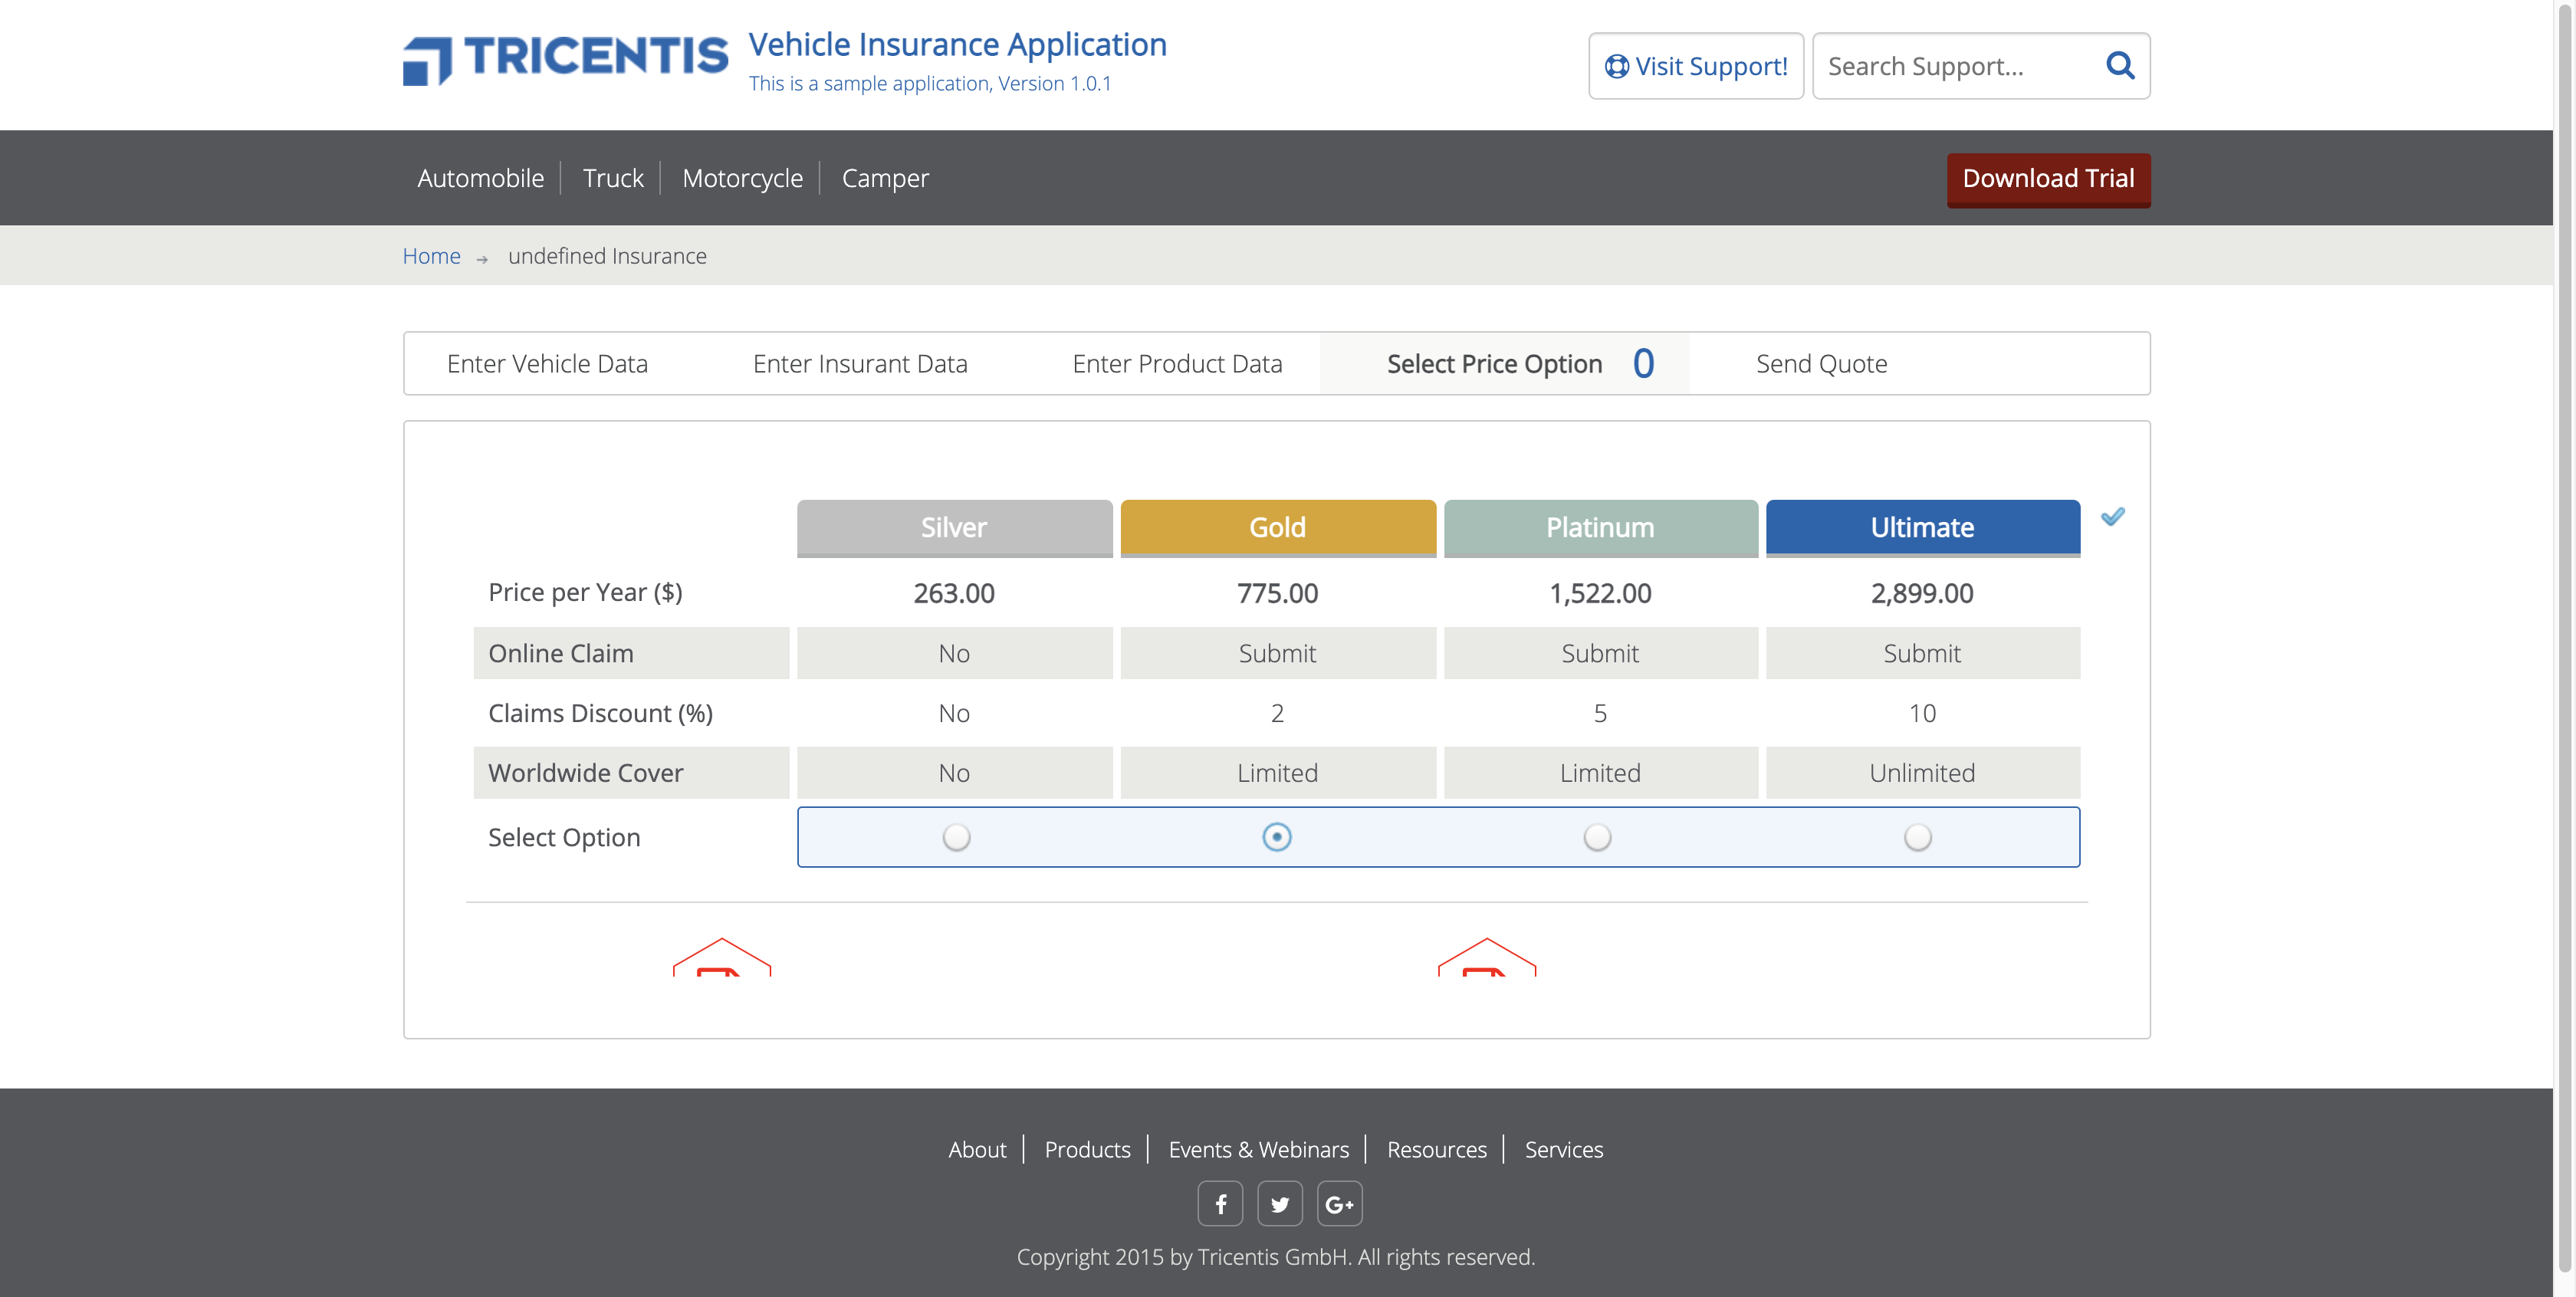 TRICENTIS
Vehicle Insurance Application
This is a sample application, Version 1.0.1
Visit Support!
Search Support...
Automobile
Truck
Motorcycle
Camper
Download Trial
Home → undefined Insurance
Enter Vehicle Data
Enter Insurant Data
Enter Product Data
Select Price Option 0
Send Quote
Silver Gold Platinum Ultimate
Price per Year ($) 263.00 775.00 1,522.00 2,899.00
Online Claim No Submit Submit Submit
Claims Discount (%) No 2 5 10
Worldwide Cover No Limited Limited Unlimited
Select Option
About
Products
Events & Webinars
Resources
Services
G+
Copyright 2015 by Tricentis GmbH. All rights reserved.